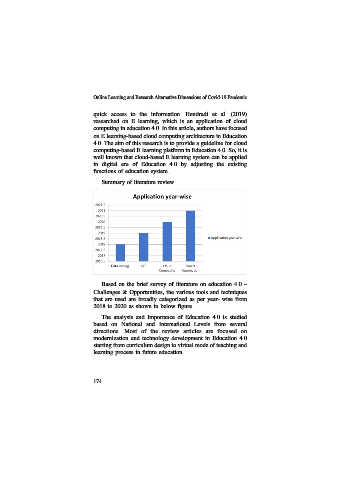 Online Learning and Research Alternative Dimensions of Covid-19 Pandemic
quick access to the information Hendradi et al (2019)
researched on E learning, which is an application of cloud
computing in education 4.0 In this article, authors have focused
on E learning-based cloud computing architecture in Education
4.0 The aim of this research is to provide a guideline for cloud
computing-based E learning platform in Education 4.0 So, it is
well known that cloud-based E learning system can be applied
in digital era of Education 4.0 by adjusting the existing
functions of education system
Summary of literature review
Application year-wise
2021
2020
2019
2018
2017
Application year-wise
Based on the brief survey of literature on education 4.0 –
Challenges & Opportunities, the various tools and techniques
that are used are broadly categorized as per year- wise from
2018 to 2020 as shown in below figure
The analysis and Importance of Education 4.0 is studied
based on National and International Levels from several
directions Most of the review articles are focused on
modernization and technology development in Education 4.0
starting from curriculum design to virtual mode of teaching and
learning process in future education